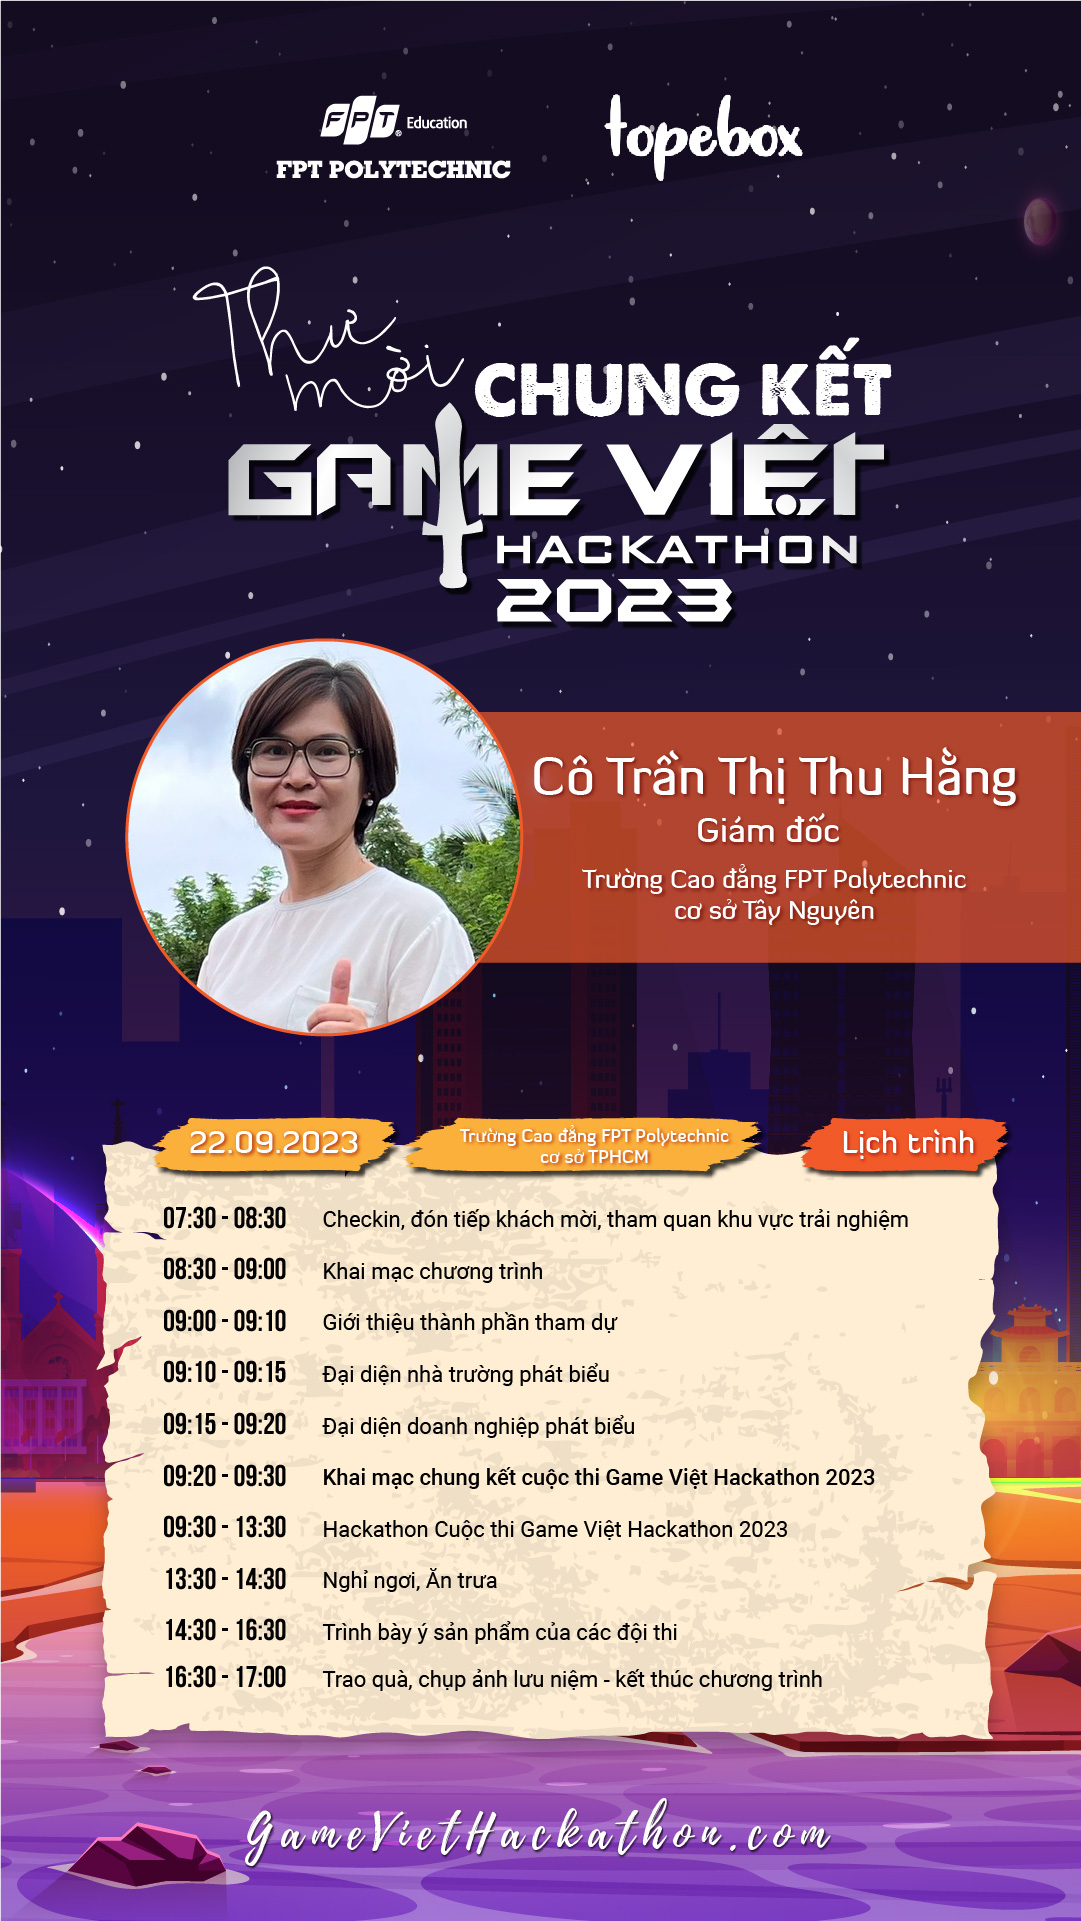 FPT Education
FPT POLYTECHNIC
topebox
Thư mời
CHUNG KẾT
GAME VIỆT
HACKATHON
2023
Cô Trần Thị Thu Hằng
Giám đốc
Trường Cao đẳng FPT Polytechnic
cơ sở Tây Nguyên
22.09.2023
Trường Cao đẳng FPT Polytechnic
cơ sở TPHCM
Lịch trình
07:30 - 08:30 Checkin, đón tiếp khách mời, tham quan khu vực trải nghiệm
08:30 - 09:00 Khai mạc chương trình
09:00 - 09:10 Giới thiệu thành phần tham dự
09:10 - 09:15 Đại diện nhà trường phát biểu
09:15 - 09:20 Đại diện doanh nghiệp phát biểu
09:20 - 09:30 Khai mạc chung kết cuộc thi Game Việt Hackathon 2023
09:30 - 13:30 Hackathon Cuộc thi Game Việt Hackathon 2023
13:30 - 14:30 Nghỉ ngơi, Ăn trưa
14:30 - 16:30 Trình bày ý sản phẩm của các đội thi
16:30 - 17:00 Trao quà, chụp ảnh lưu niệm - kết thúc chương trình
GameVietHackathon.com